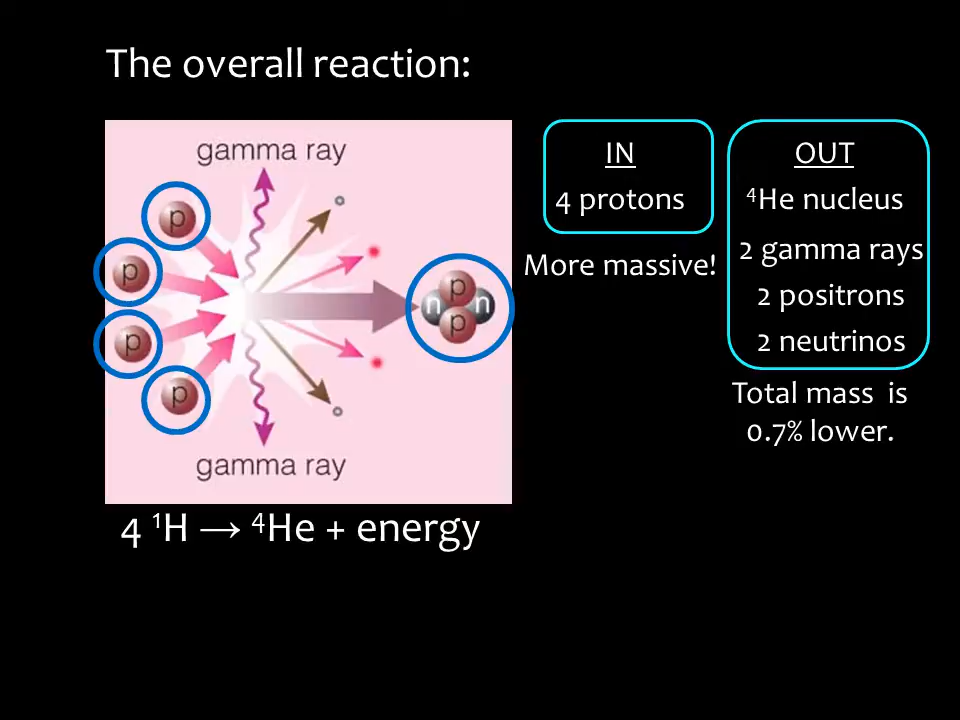 The overall reaction:
gamma ray
p
p
p
p
p
n
n
p
gamma ray
4 ¹H → ⁴He + energy
IN
4 protons
More massive!
OUT
⁴He nucleus
2 gamma rays
2 positrons
2 neutrinos
Total mass is
0.7% lower.